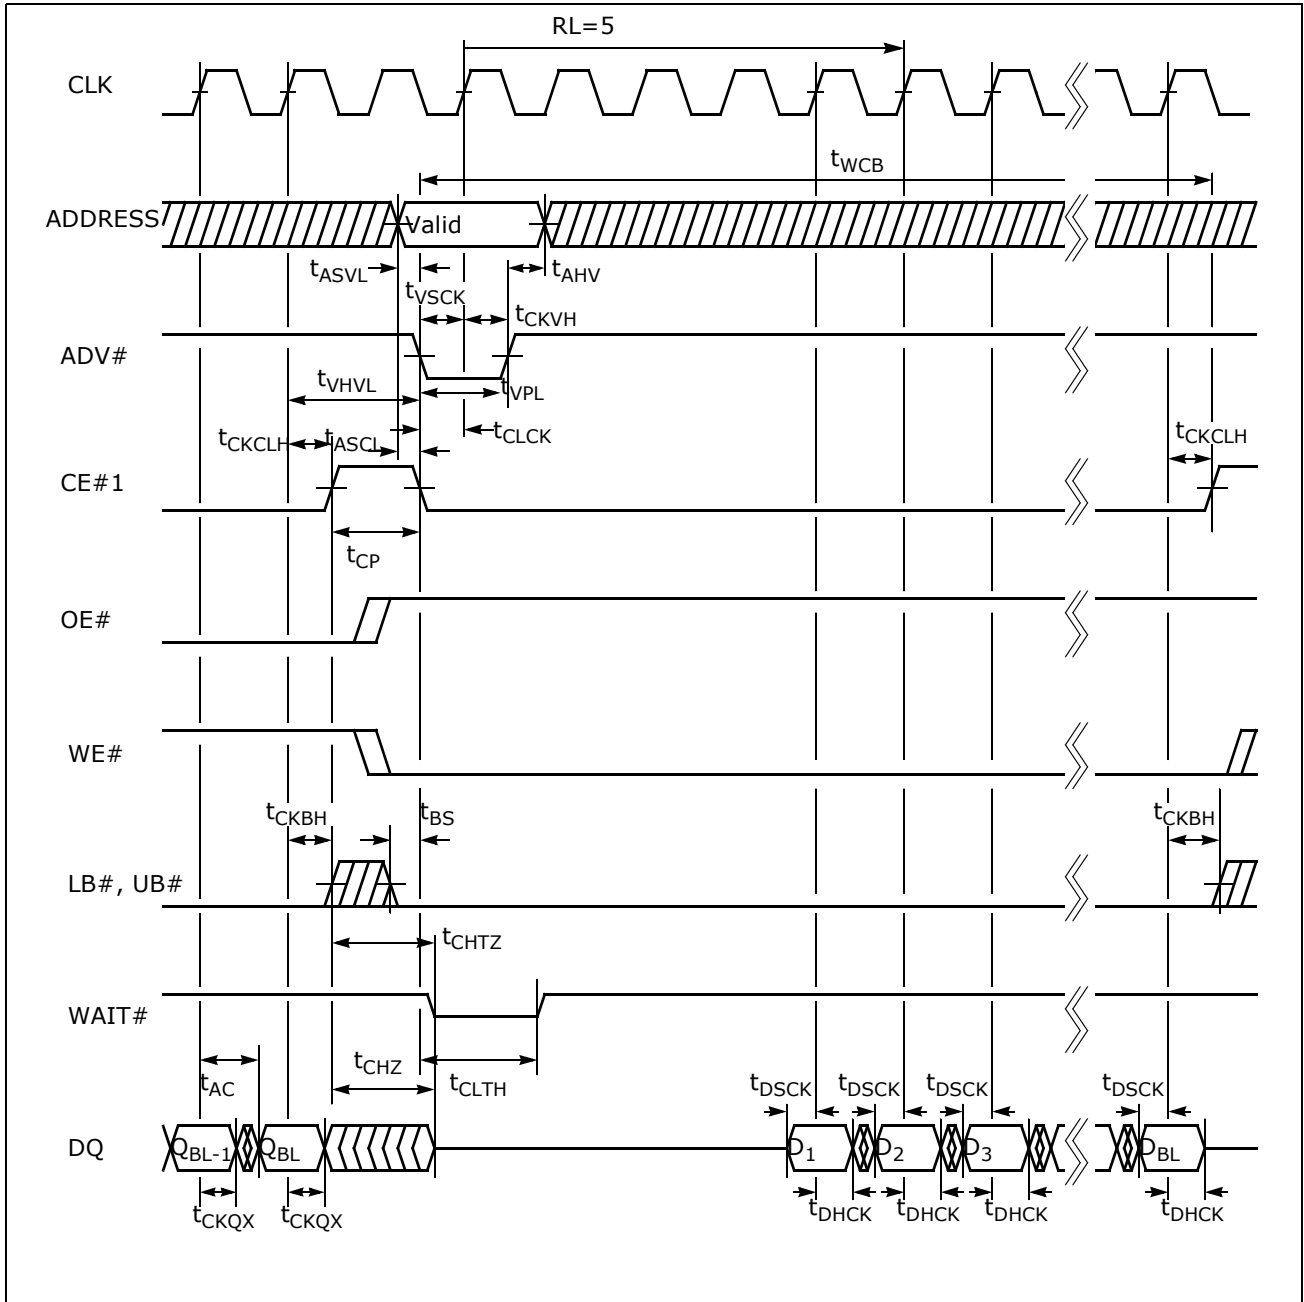 RL=5
CLK
tWCB
ADDRESS
Valid
tASVL
tAHV
tVSCK
tCKVH
ADV#
tVHVL
tVPL
tCKCLH
tASCL
tCLCK
tCKCLH
CE#1
tCP
OE#
WE#
tCKBH
tBS
tCKBH
LB#, UB#
tCHTZ
WAIT#
tAC
tCHZ
tCLTH
tDSCK
tDSCK
tDSCK
tDSCK
DQ
QBL-1
QBL
D1
D2
D3
DBL
tCKQX
tCKQX
tDHCK
tDHCK
tDHCK
tDHCK